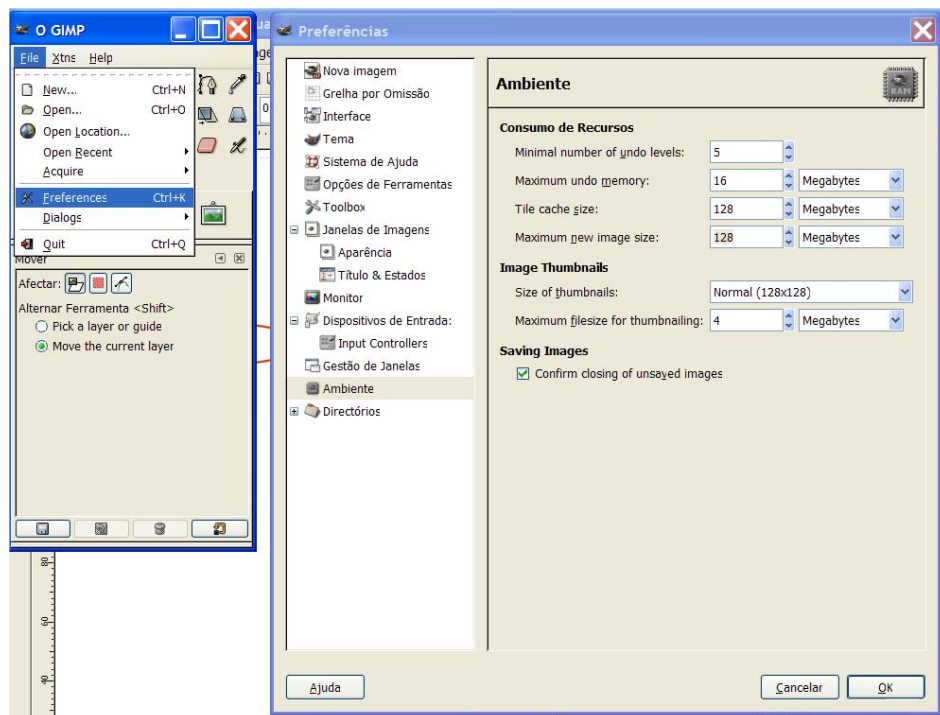 O GIMP
File Xtns Help
New... Ctrl+N
Open... Ctrl+O
Open Location...
Open Recent
Acquire
Preferences Ctrl+K
Dialogs
Quit Ctrl+Q
Mover
Afectar:
Alternar Ferramenta <Shift>
Pick a layer or guide
Move the current layer
80
60
40
Preferências
Nova imagem
Grelha por Omissão
Interface
Tema
Sistema de Ajuda
Opções de Ferramentas
Toolbox
Janelas de Imagens
Aparência
Título & Estados
Monitor
Dispositivos de Entrada:
Input Controllers
Gestão de Janelas
Ambiente
Directórios
Ambiente
RAM
Consumo de Recursos
Minimal number of undo levels: 5
Maximum undo memory: 16 Megabytes
Tile cache size: 128 Megabytes
Maximum new image size: 128 Megabytes
Image Thumbnails
Size of thumbnails: Normal (128x128)
Maximum filesize for thumbnailing: 4 Megabytes
Saving Images
Confirm closing of unsaved images
Ajuda Cancelar OK